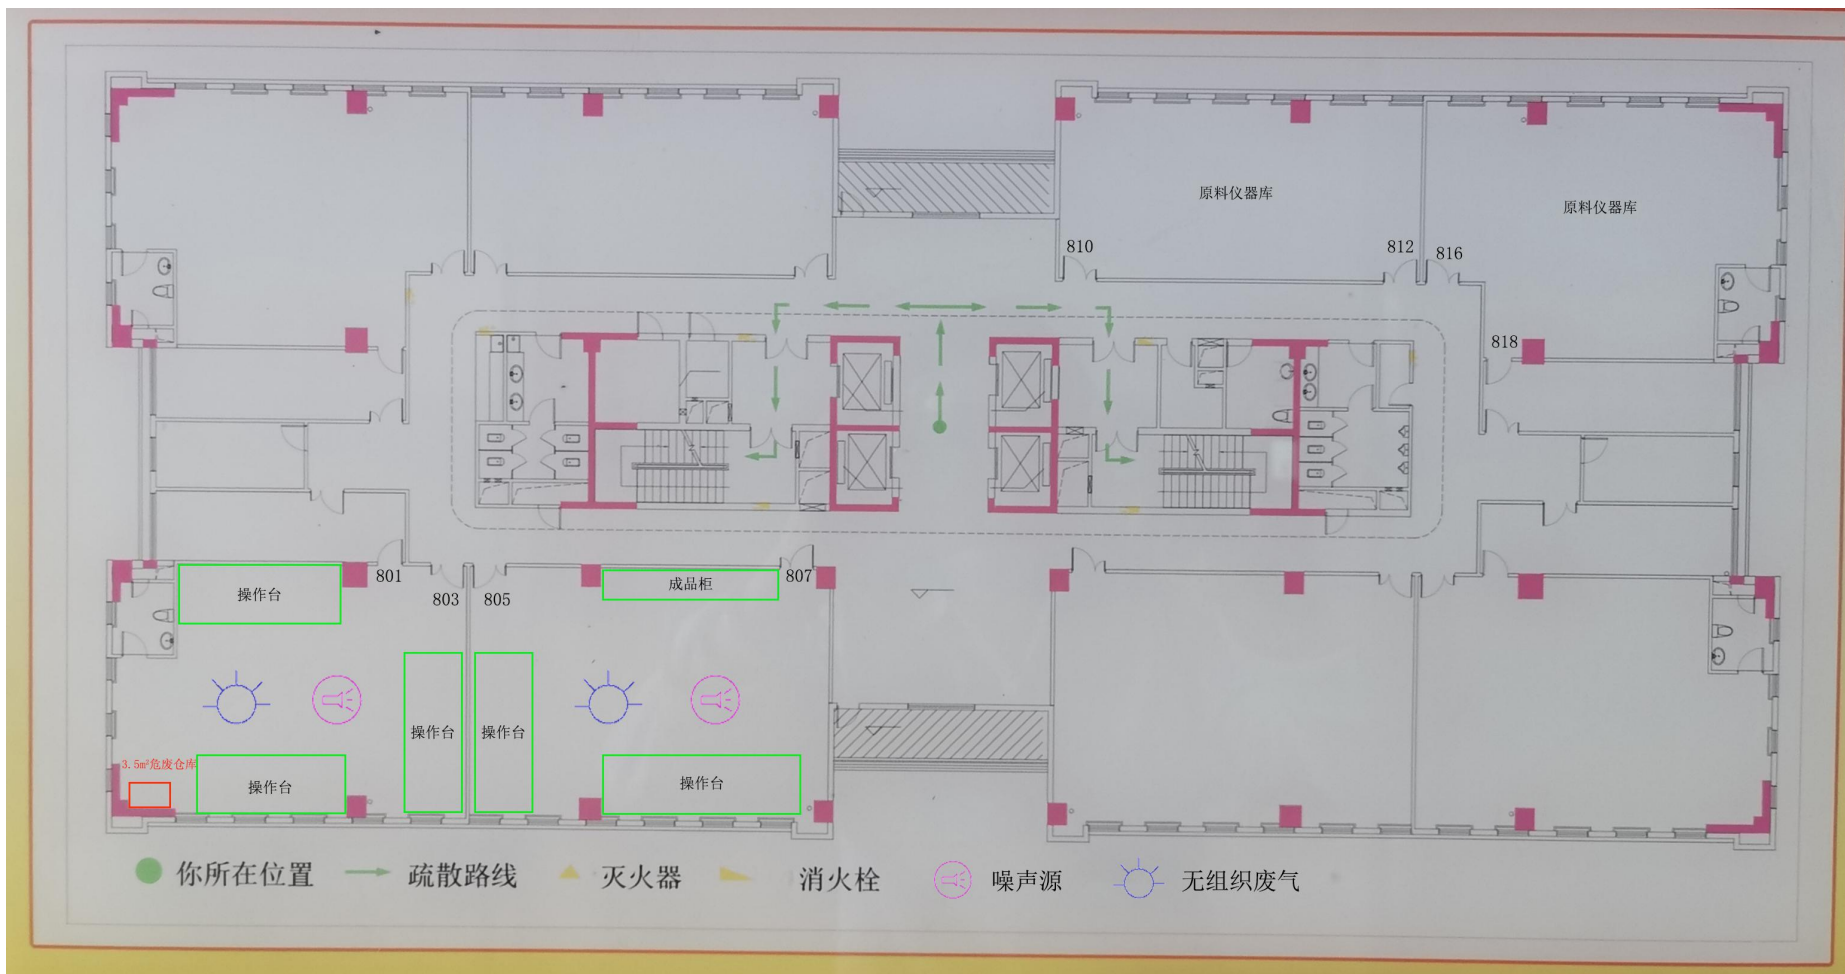 原料仪器库
原料仪器库
810
812
816
818
801
803
805
807
操作台
成品柜
操作台
操作台
3.5m²危废仓库
操作台
操作台
你所在位置
疏散路线
灭火器
消火栓
噪声源
无组织废气